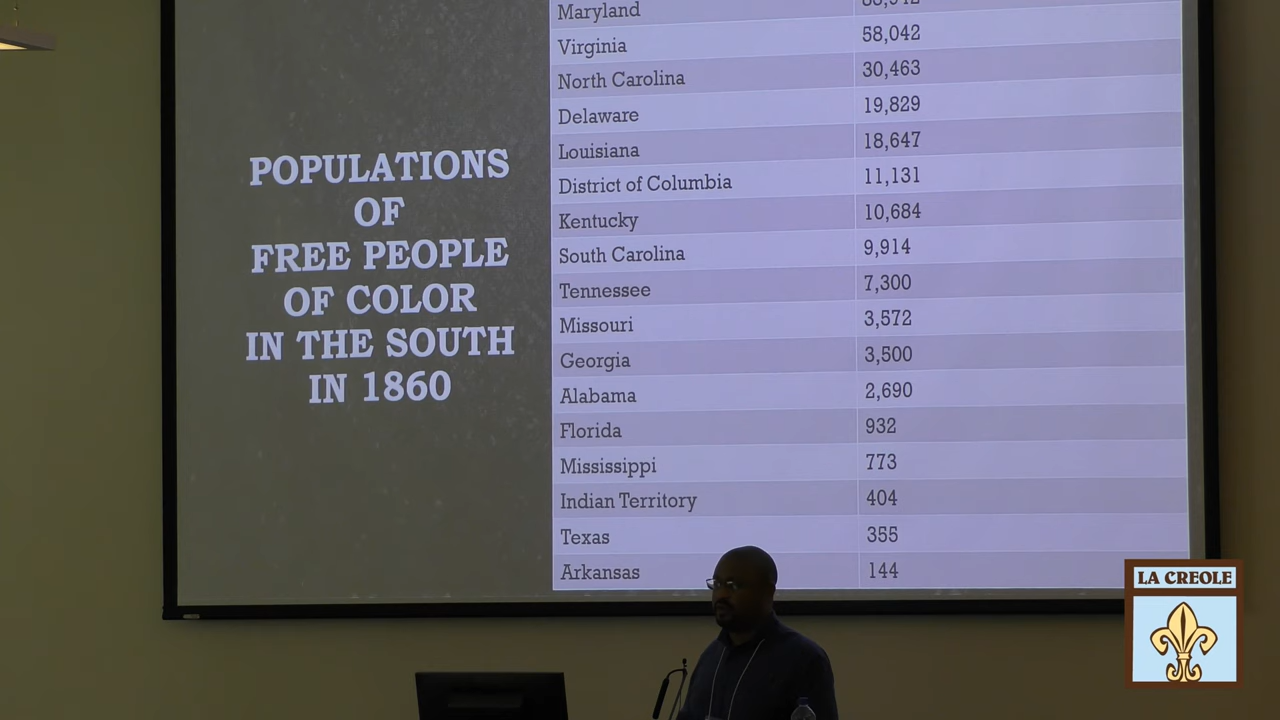 POPULATIONS
OF
FREE PEOPLE
OF COLOR
IN THE SOUTH
IN 1860
Maryland
Virginia 58,042
North Carolina 30,463
Delaware 19,829
Louisiana 18,647
District of Columbia 11,131
Kentucky 10,684
South Carolina 9,914
Tennessee 7,300
Missouri 3,572
Georgia 3,500
Alabama 2,690
Florida 932
Mississippi 773
Indian Territory 404
Texas 355
Arkansas 144
LA CREOLE